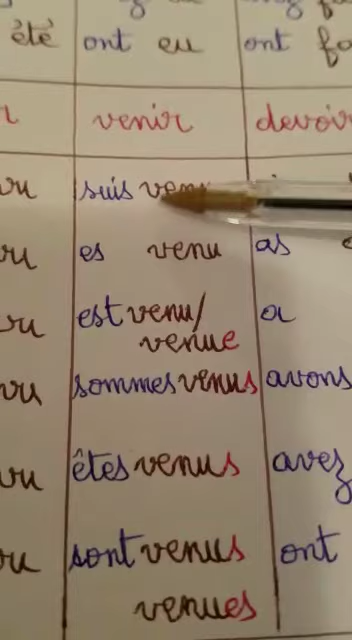 été ont eu ont
venir devoir
suis venu
es venu as
est venu/ a
venue
sommes venus avons
êtes venus avez
sont venus ont
venues